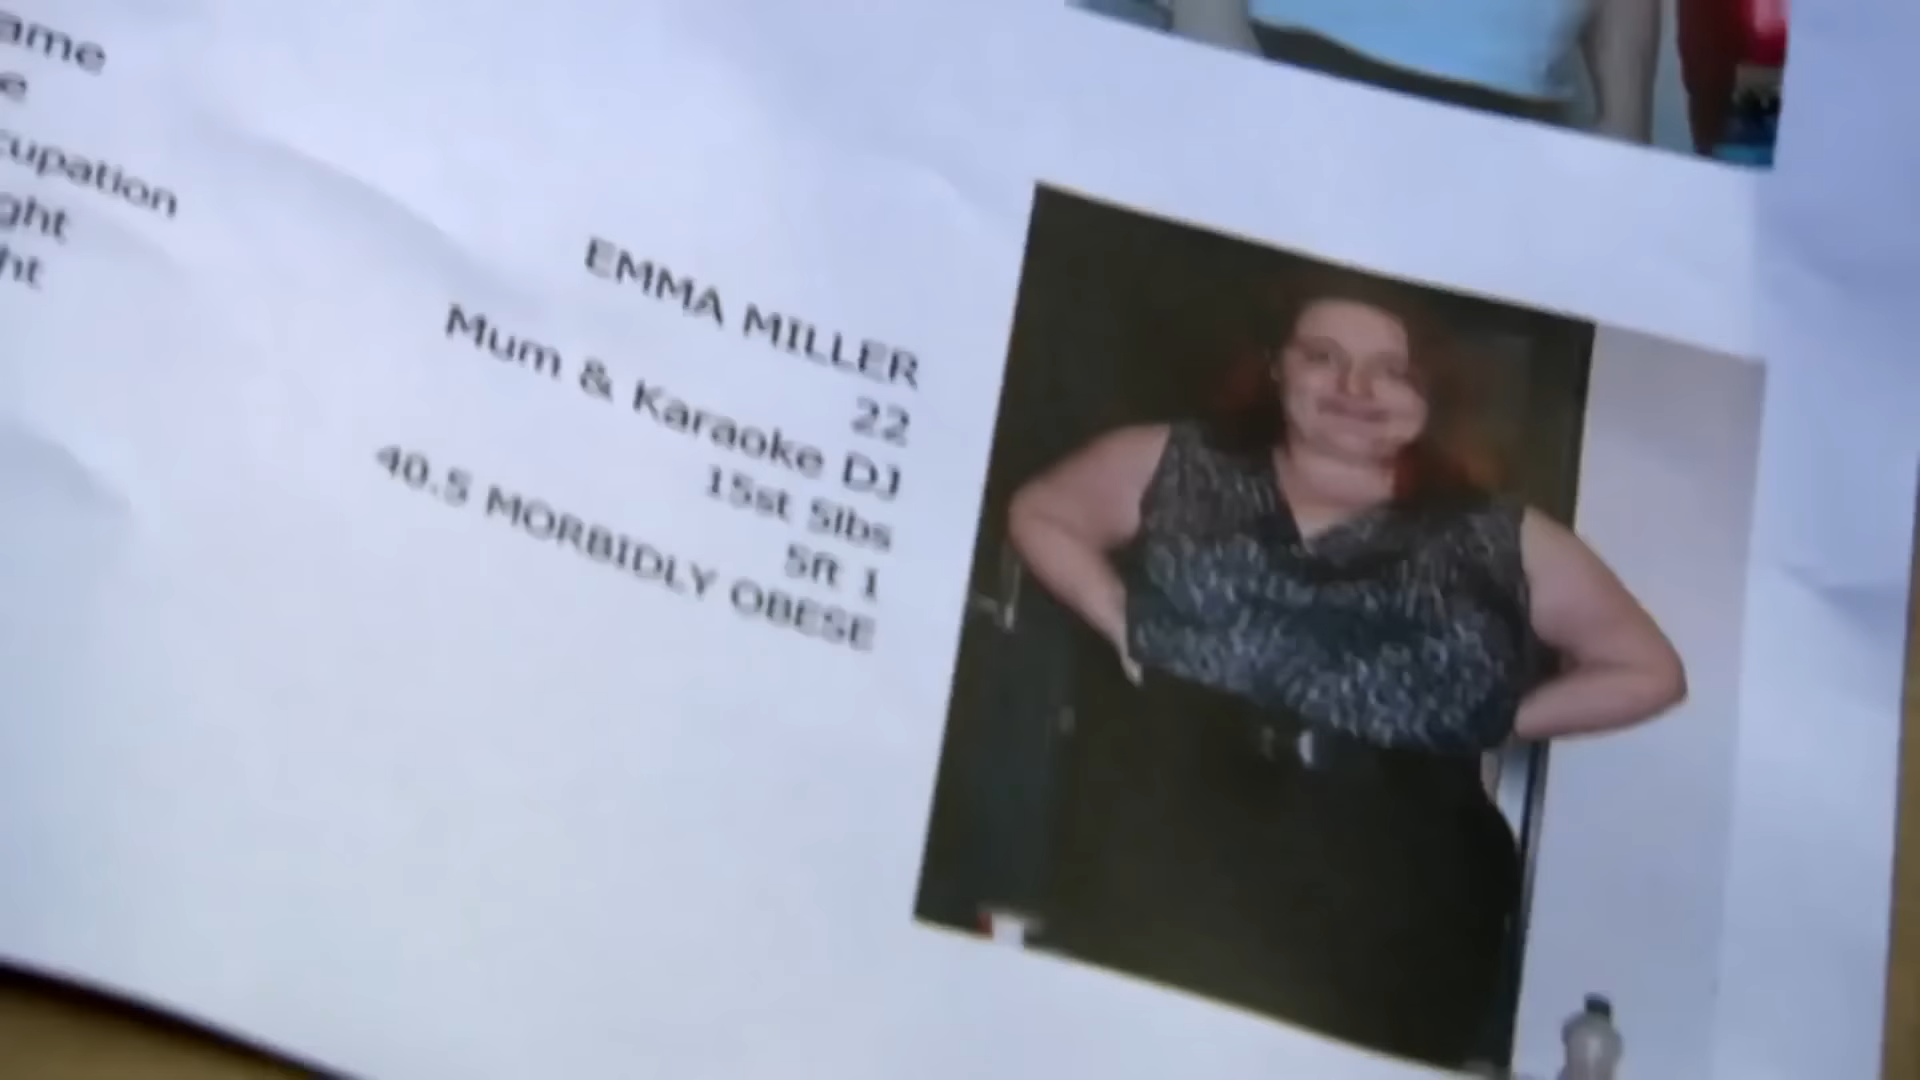 ame
e
cupation
ght
ht
EMMA MILLER
22
Mum & Karaoke DJ
15st 5lbs
5ft 1
40.5 MORBIDLY OBESE